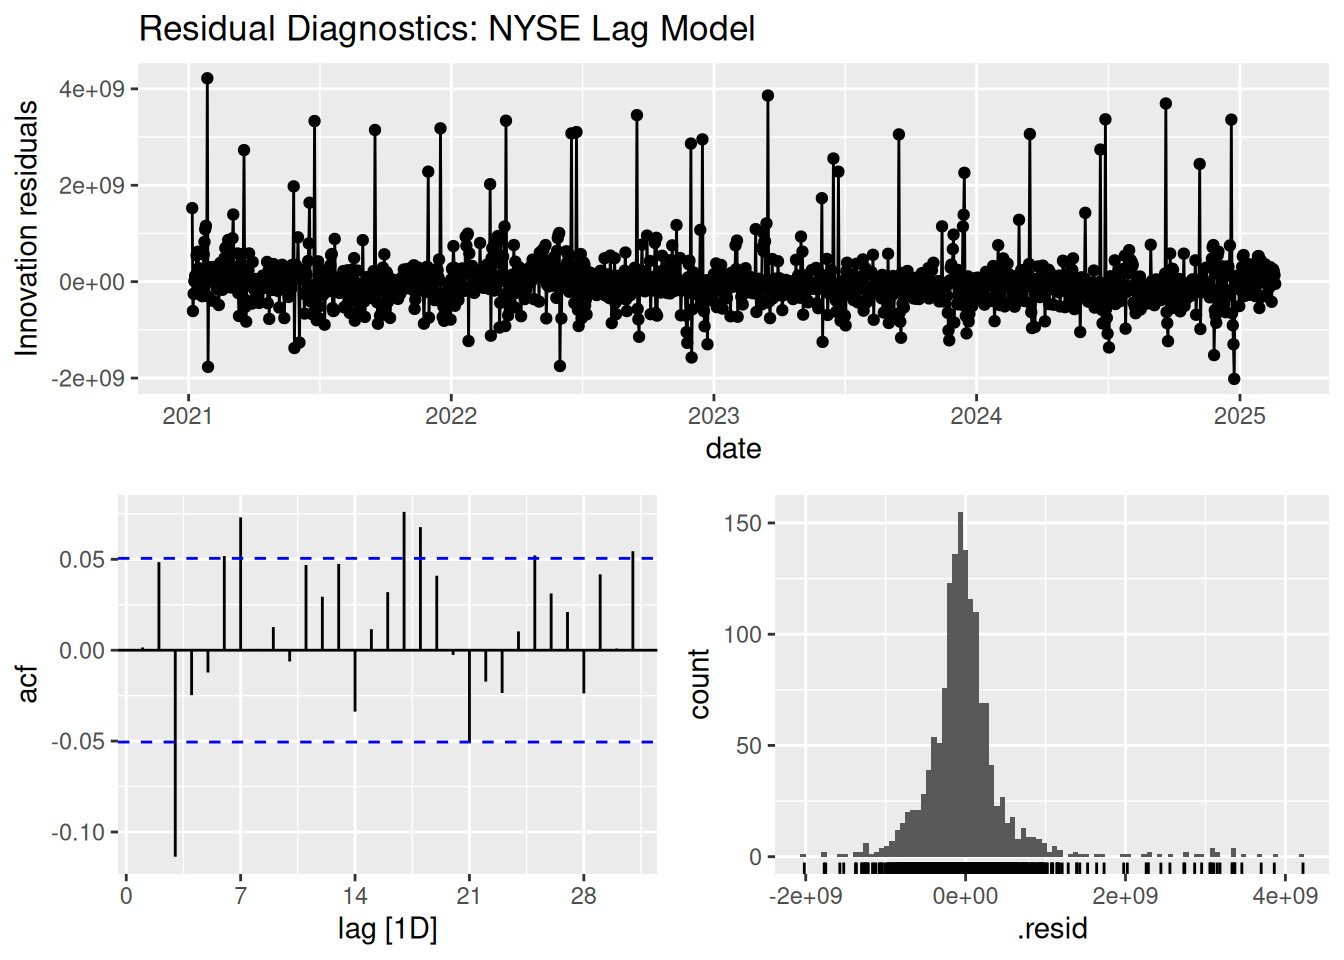 Residual Diagnostics: NYSE Lag Model
Innovation residuals
4e+09
2e+09
0e+00
-2e+09
2021 2022 2023 2024 2025
date
acf
0.05
0.00
-0.05
-0.10
0 7 14 21 28
lag [1D]
count
150
100
50
0
-2e+09 0e+00 2e+09 4e+09
.resid